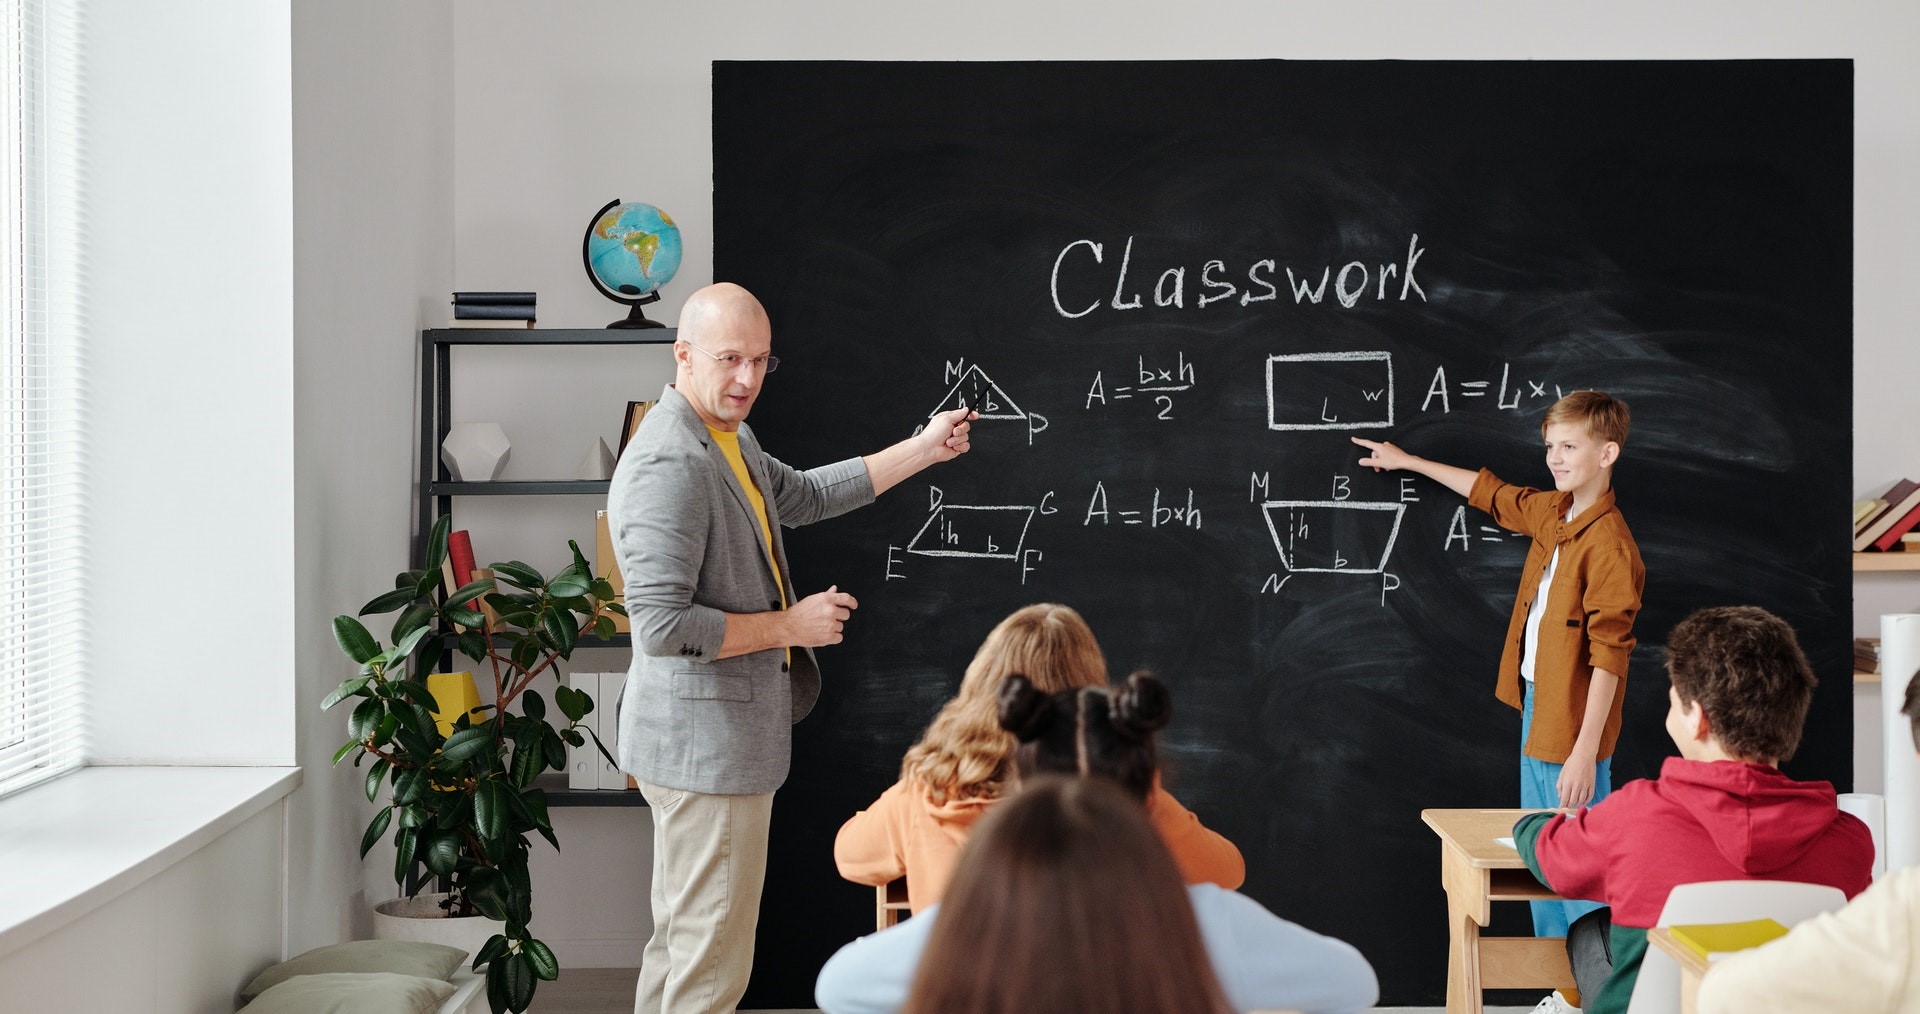 CLasswork
M
h b
P
A = b×h/2
L w
A = L×
D G
h b
E F
A = b×h
M B E
h
b
N P
A =